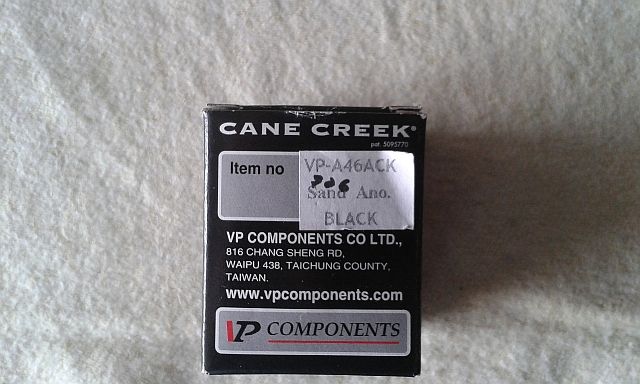 CANE CREEK®
pat. 5095770
Item no
VP-A46ACK
Sand Ano.
BLACK
VP COMPONENTS CO LTD.,
816 CHANG SHENG RD,
WAIPU 438, TAICHUNG COUNTY,
TAIWAN.
www.vpcomponents.com
VP COMPONENTS